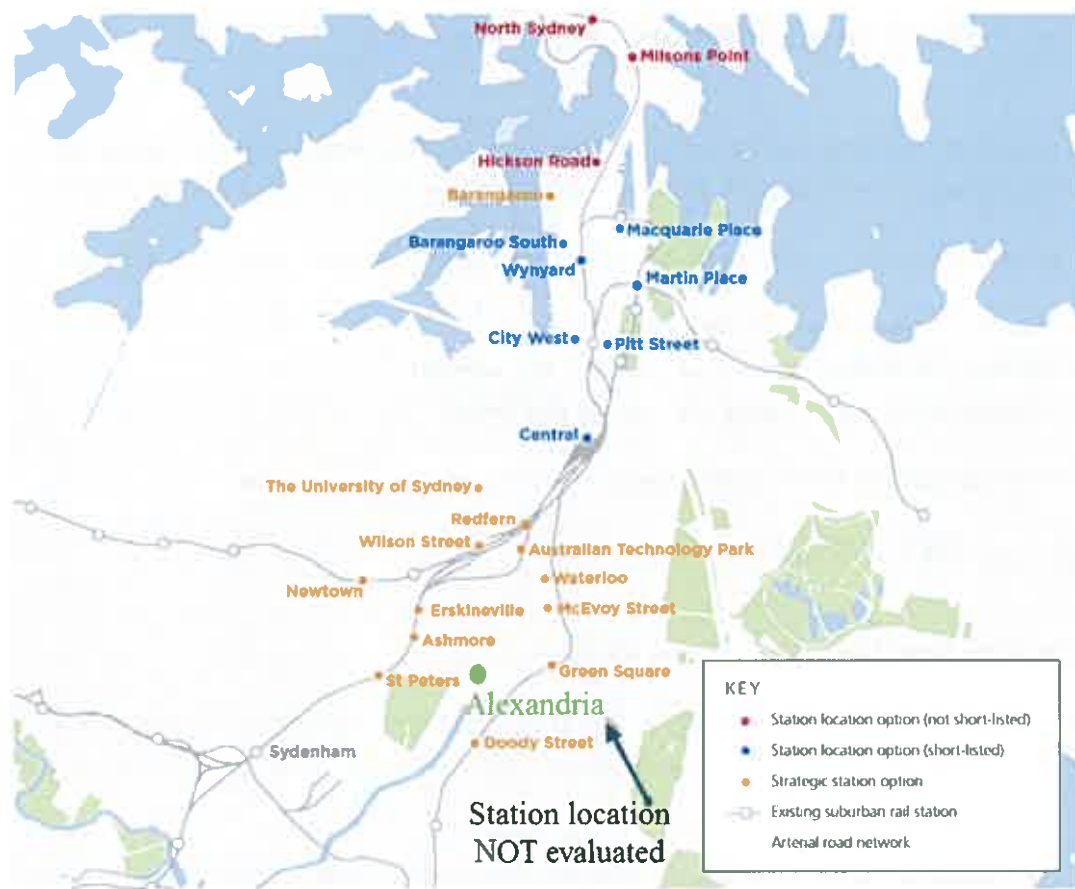 North Sydney
Milsons Point
Hickson Road
Barangaroo
Macquarie Place
Barangaroo South
Wynyard
Martin Place
City West
Pitt Street
Central
The University of Sydney
Redfern
Wilson Street
Australian Technology Park
Waterloo
Newtown
Erskineville
McEvoy Street
Ashmore
Green Square
St Peters
Alexandria
Doody Street
Sydenham
Station location
NOT evaluated
KEY
Station location option (not short-listed)
Station location option (short-listed)
Strategic station option
Existing suburban rail station
Arterial road network